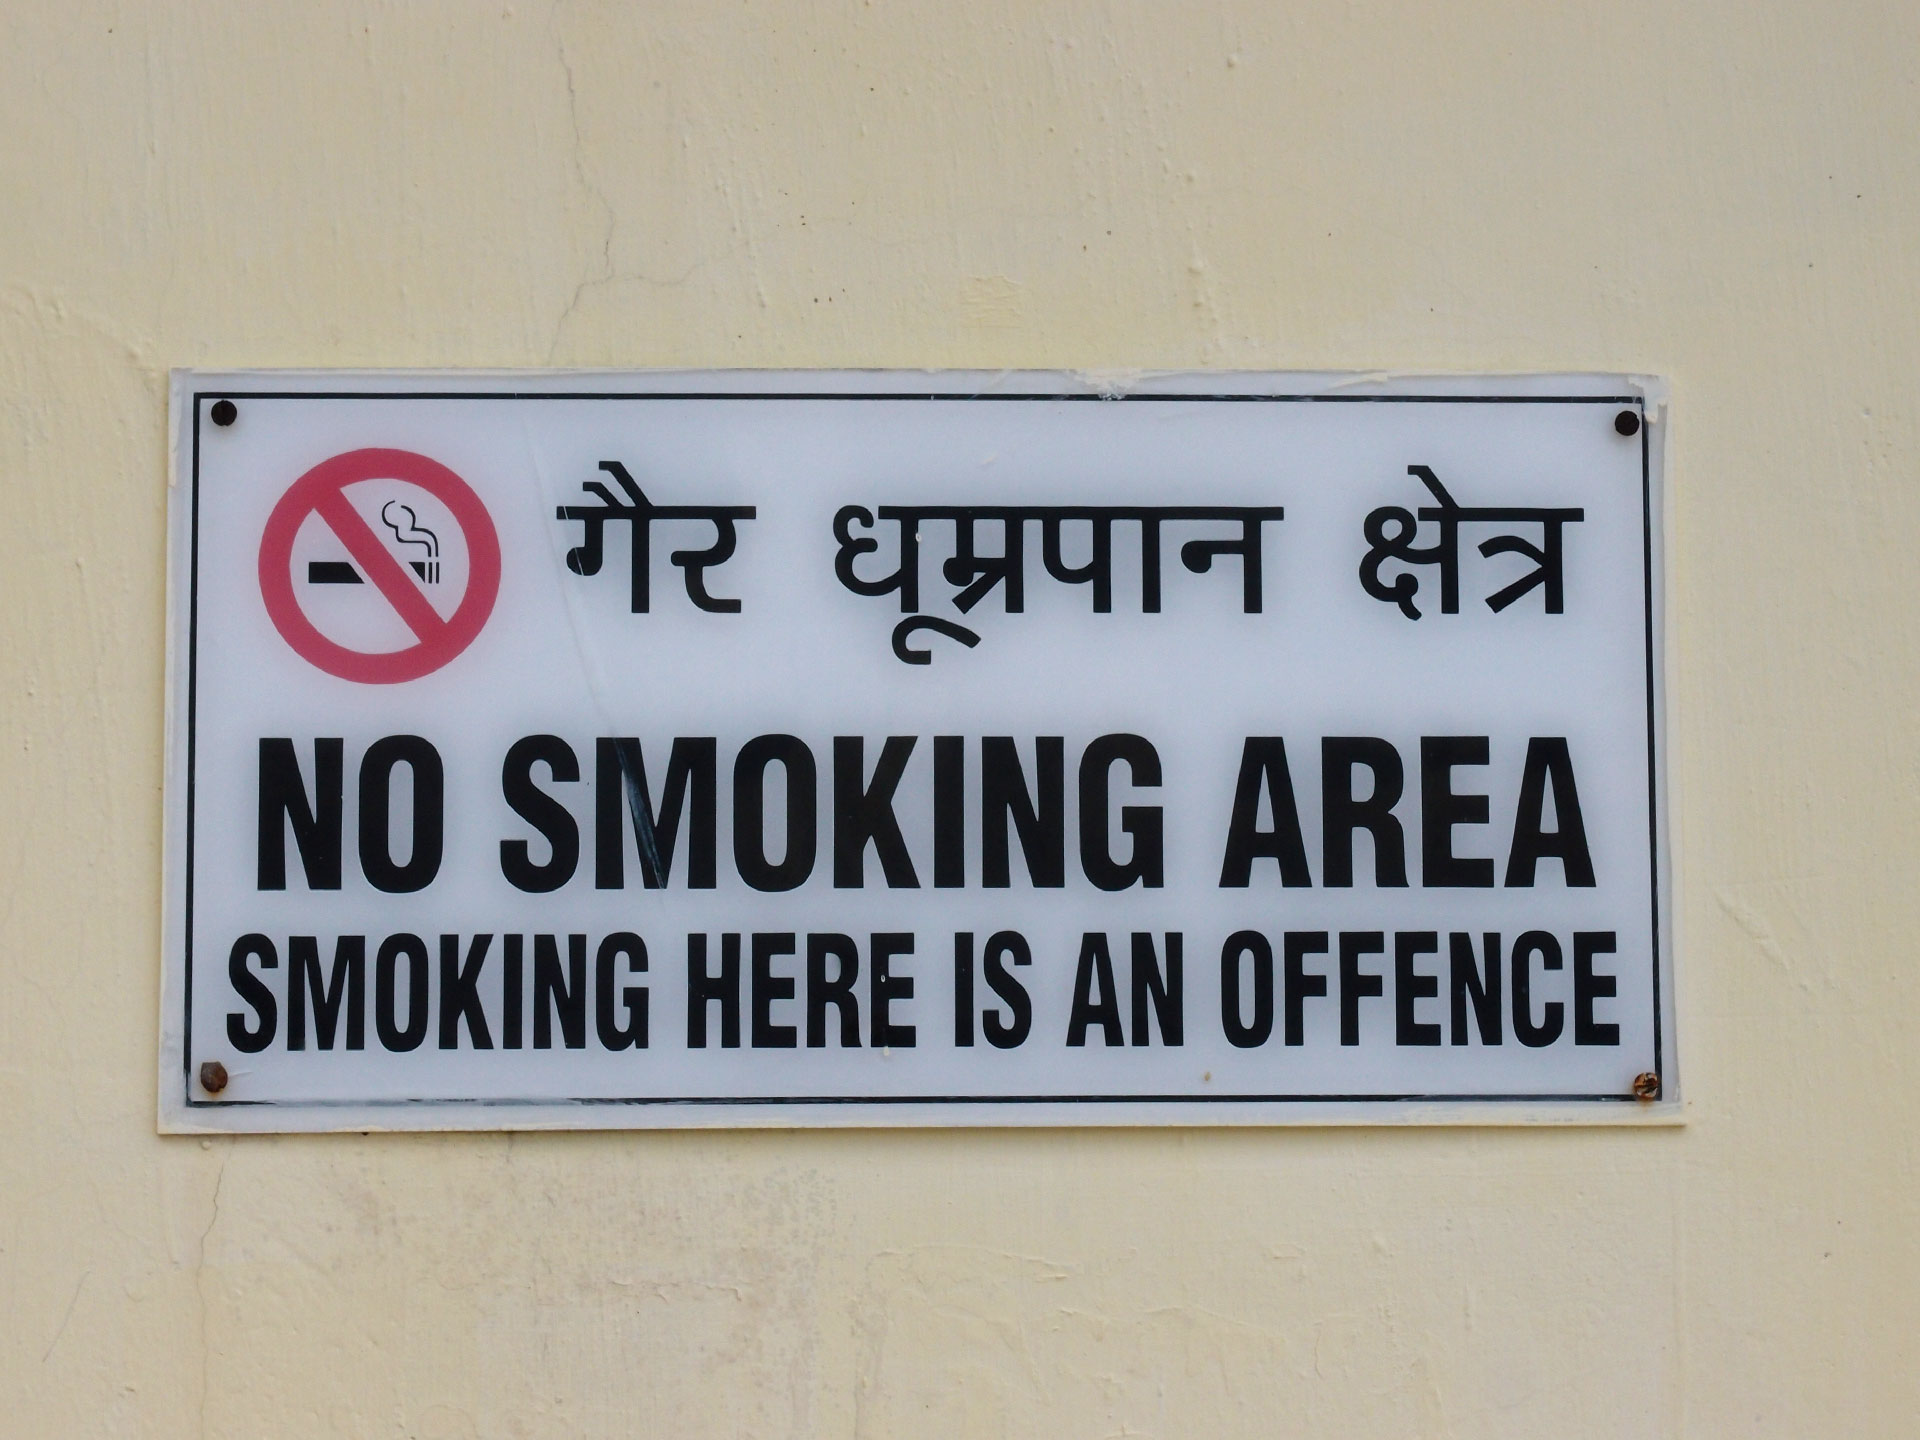 गैर धूम्रपान क्षेत्र
NO SMOKING AREA
SMOKING HERE IS AN OFFENCE